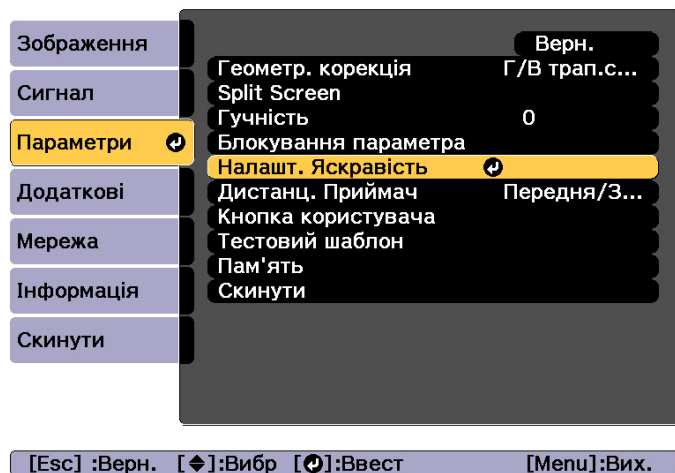 Зображення
Сигнал
Параметри
Додаткові
Мережа
Інформація
Скинути
Верн.
Геометр. корекція Г/В трап.с...
Split Screen
Гучність 0
Блокування параметра
Налашт. Яскравість
Дистанц. Приймач Передня/З...
Кнопка користувача
Тестовий шаблон
Пам'ять
Скинути
[Esc] :Верн. [◆]:Вибр [↵]:Ввест [Menu]:Вих.